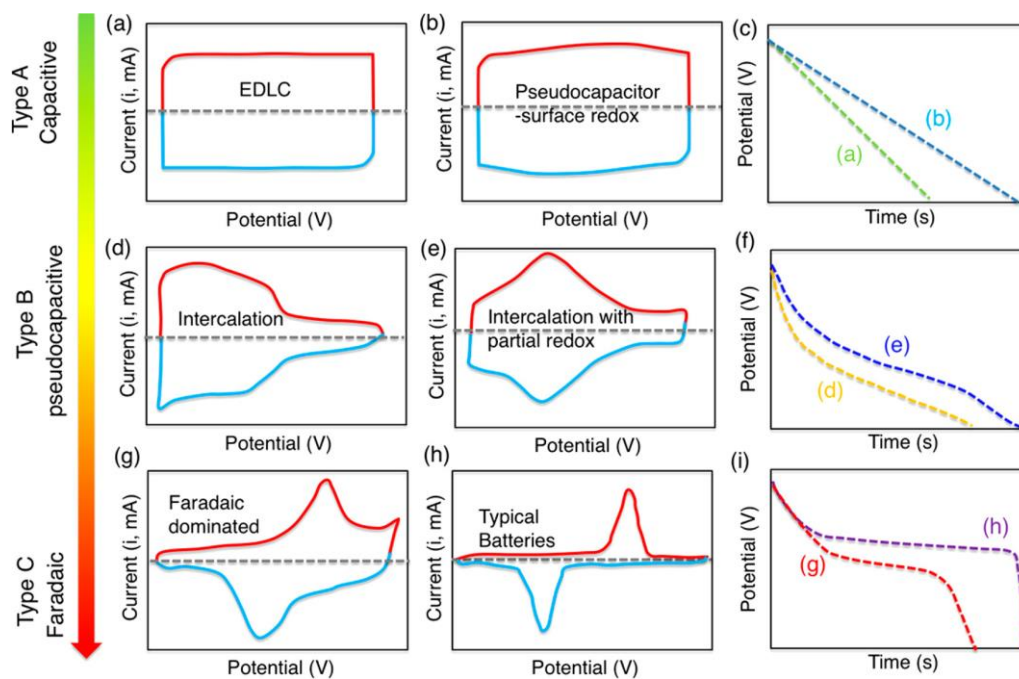 Type A
Capacitive
Type B
pseudocapacitive
Type C
Faradaic
(a)
Current (i, mA)
EDLC
Potential (V)
(b)
Current (i, mA)
Pseudocapacitor
-surface redox
Potential (V)
(c)
Potential (V)
(b)
(a)
Time (s)
(d)
Current (i, mA)
Intercalation
Potential (V)
(e)
Current (i, mA)
Intercalation with
partial redox
Potential (V)
(f)
Potential (V)
(e)
(d)
Time (s)
(g)
Current (i, mA)
Faradaic
dominated
Potential (V)
(h)
Current (i, mA)
Typical
Batteries
Potential (V)
(i)
Potential (V)
(h)
(g)
Time (s)